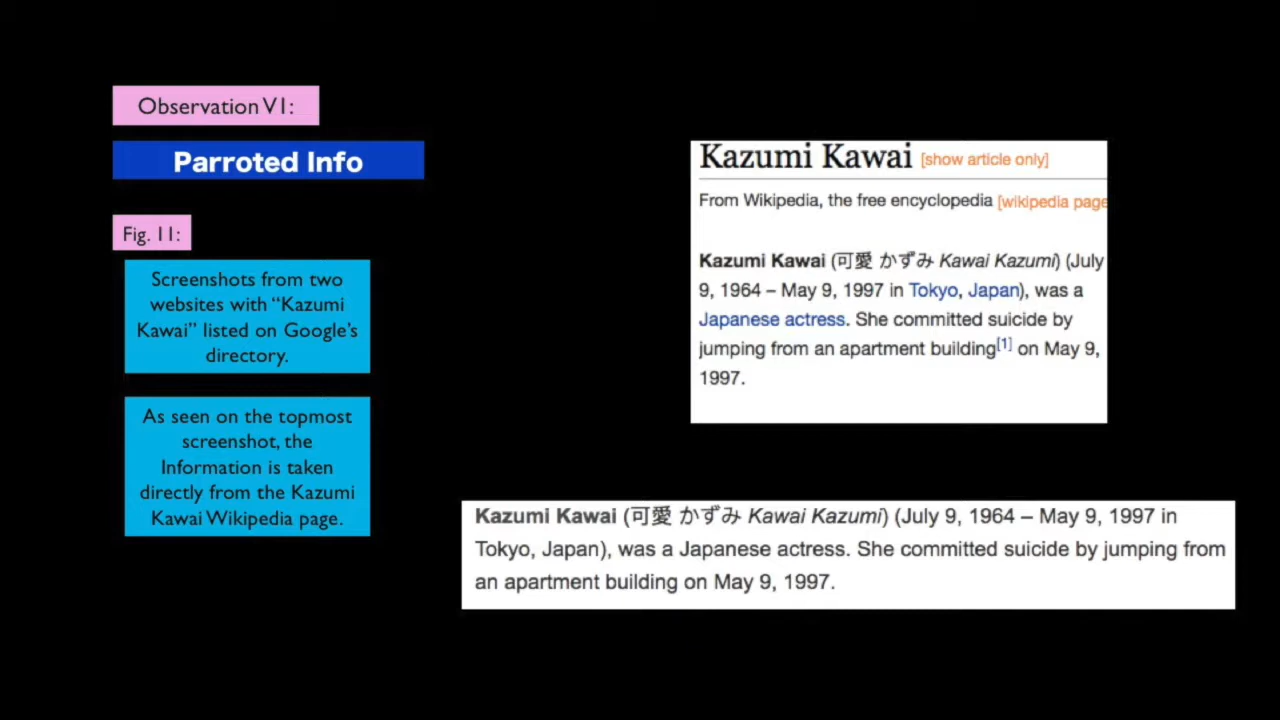 Observation V1:
Parroted Info
Fig. 11:
Screenshots from two
websites with “Kazumi
Kawai” listed on Google’s
directory.
As seen on the topmost
screenshot, the
Information is taken
directly from the Kazumi
Kawai Wikipedia page.
Kazumi Kawai [show article only]
From Wikipedia, the free encyclopedia [wikipedia page
Kazumi Kawai (可愛 かずみ Kawai Kazumi) (July
9, 1964 – May 9, 1997 in Tokyo, Japan), was a
Japanese actress. She committed suicide by
jumping from an apartment building[1] on May 9,
1997.
Kazumi Kawai (可愛 かずみ Kawai Kazumi) (July 9, 1964 – May 9, 1997 in
Tokyo, Japan), was a Japanese actress. She committed suicide by jumping from
an apartment building on May 9, 1997.